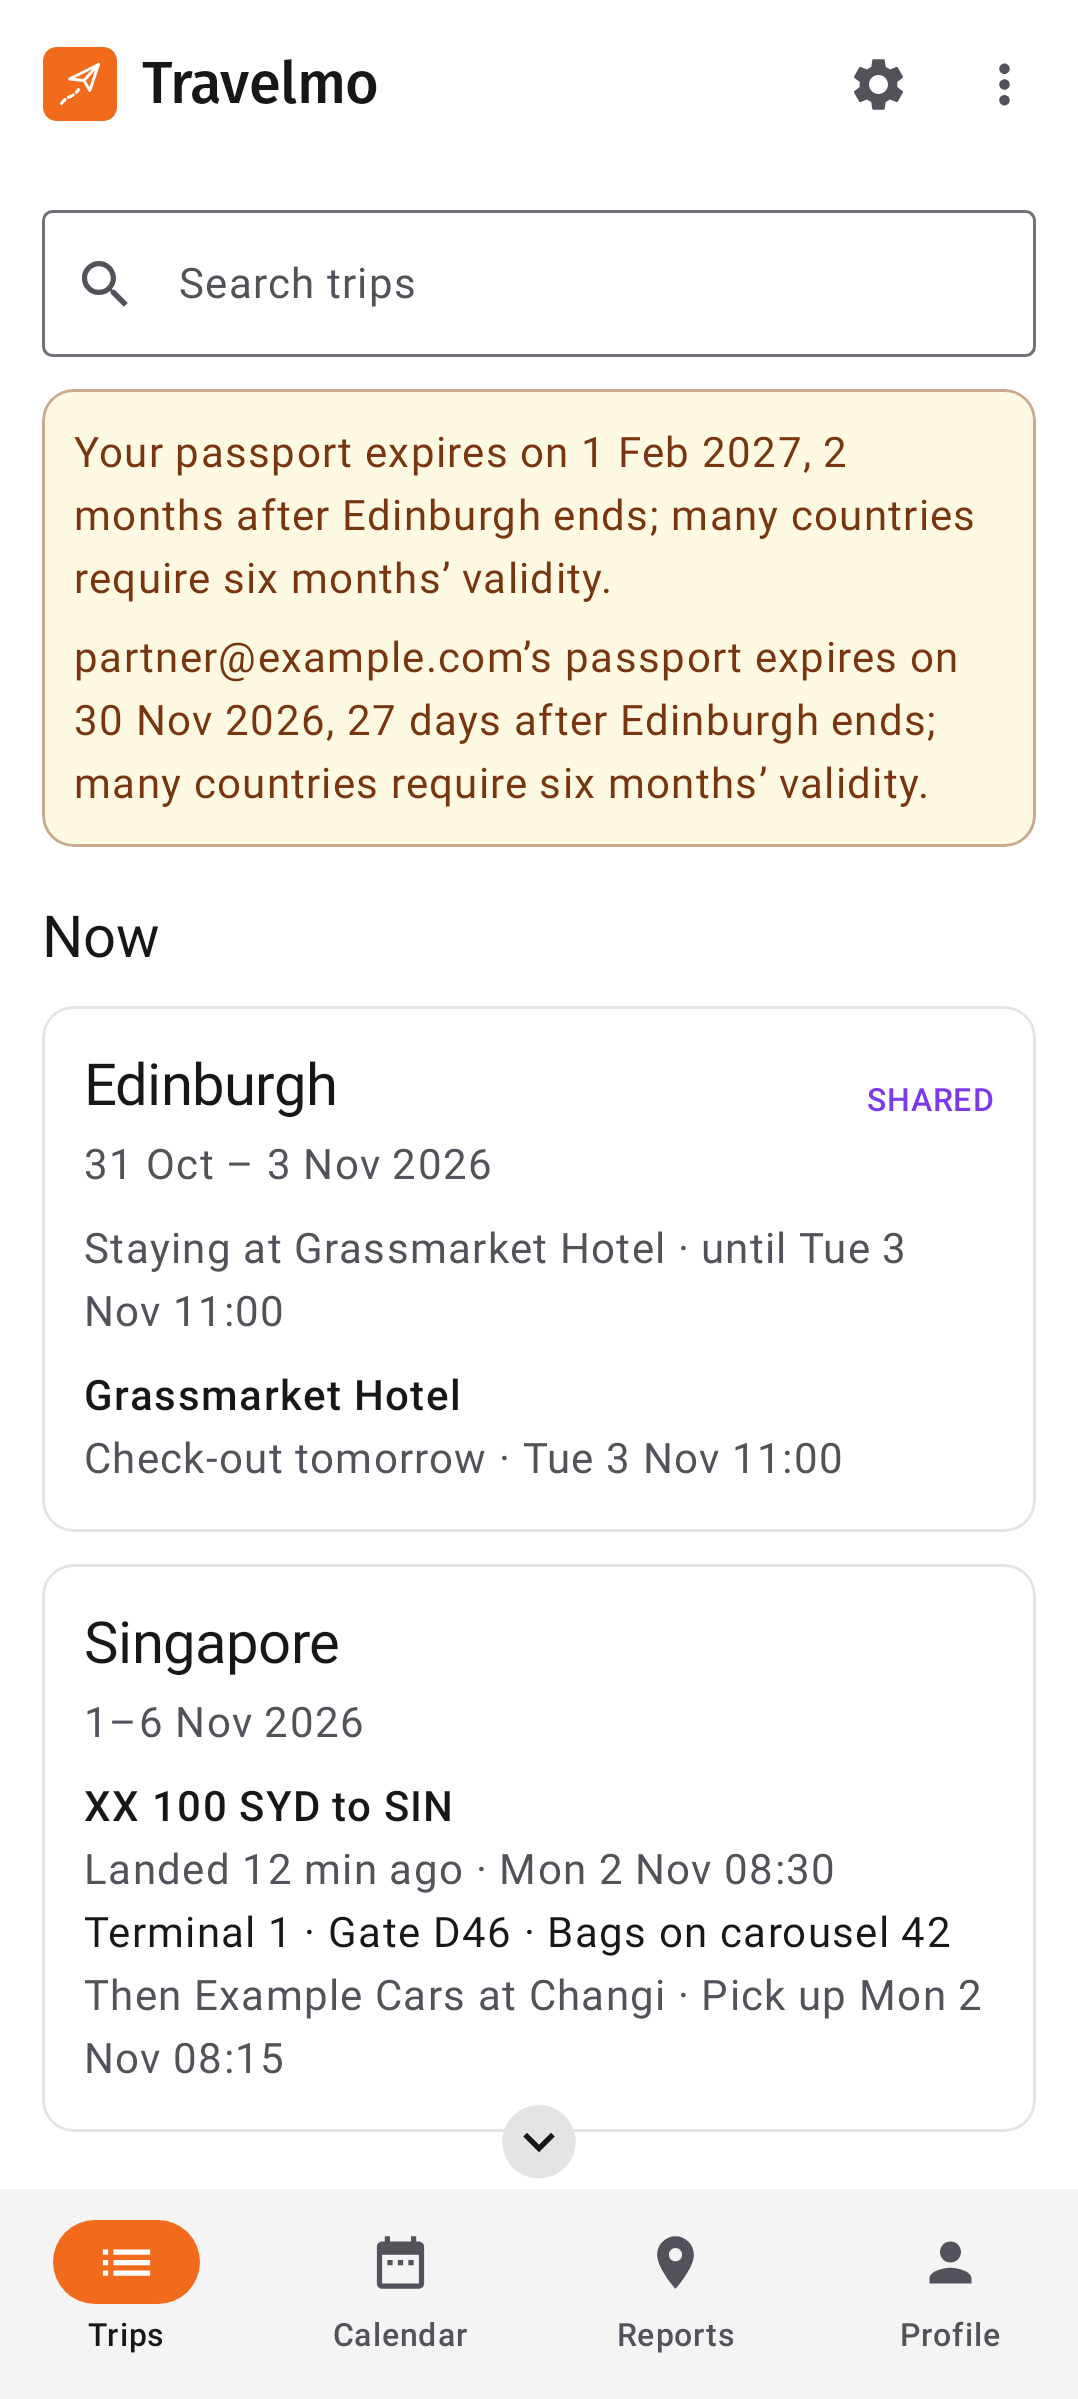 Travelmo
Search trips
Your passport expires on 1 Feb 2027, 2
months after Edinburgh ends; many countries
require six months’ validity.
partner@example.com’s passport expires on
30 Nov 2026, 27 days after Edinburgh ends;
many countries require six months’ validity.
Now
Edinburgh
SHARED
31 Oct – 3 Nov 2026
Staying at Grassmarket Hotel · until Tue 3
Nov 11:00
Grassmarket Hotel
Check-out tomorrow · Tue 3 Nov 11:00
Singapore
1–6 Nov 2026
XX 100 SYD to SIN
Landed 12 min ago · Mon 2 Nov 08:30
Terminal 1 · Gate D46 · Bags on carousel 42
Then Example Cars at Changi · Pick up Mon 2
Nov 08:15
Trips
Calendar
Reports
Profile